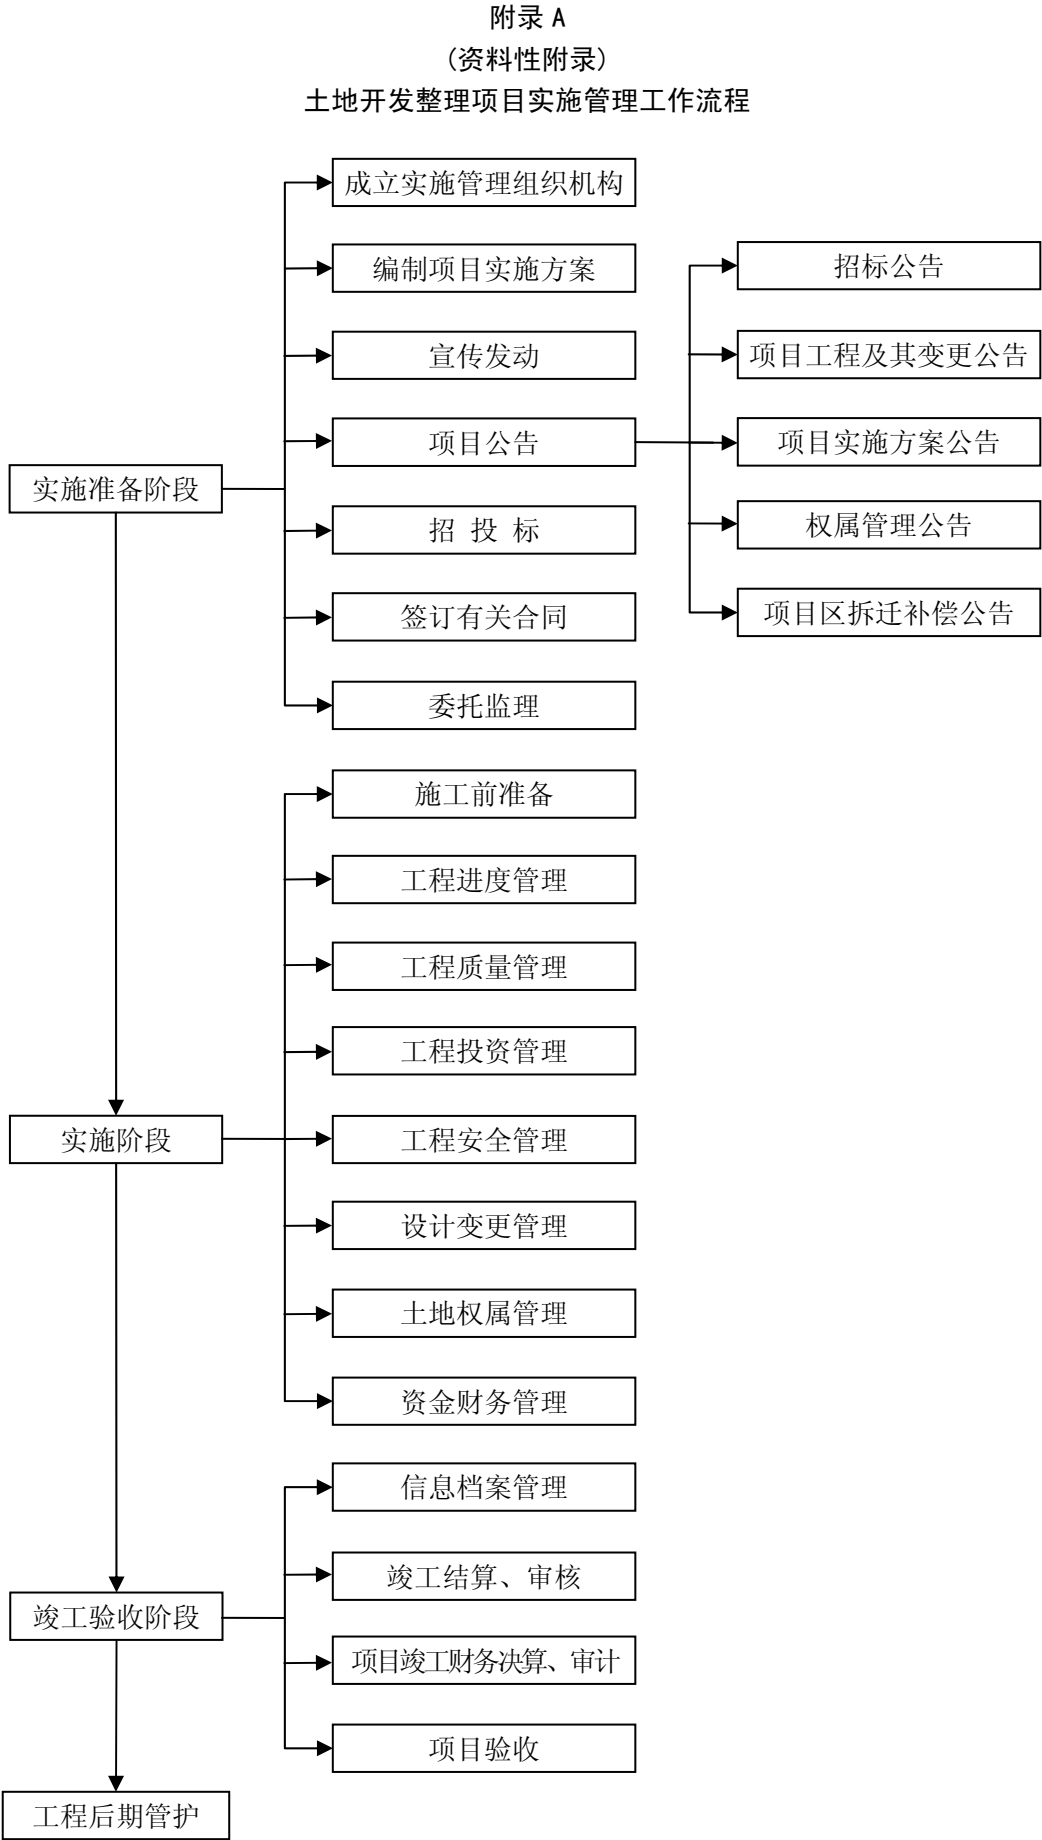 附录 A
(资料性附录)
土地开发整理项目实施管理工作流程
成立实施管理组织机构
编制项目实施方案
招标公告
宣传发动
项目工程及其变更公告
项目公告
项目实施方案公告
实施准备阶段
招 投 标
权属管理公告
签订有关合同
项目区拆迁补偿公告
委托监理
施工前准备
工程进度管理
工程质量管理
工程投资管理
实施阶段
工程安全管理
设计变更管理
土地权属管理
资金财务管理
信息档案管理
竣工结算、审核
竣工验收阶段
项目竣工财务决算、审计
项目验收
工程后期管护